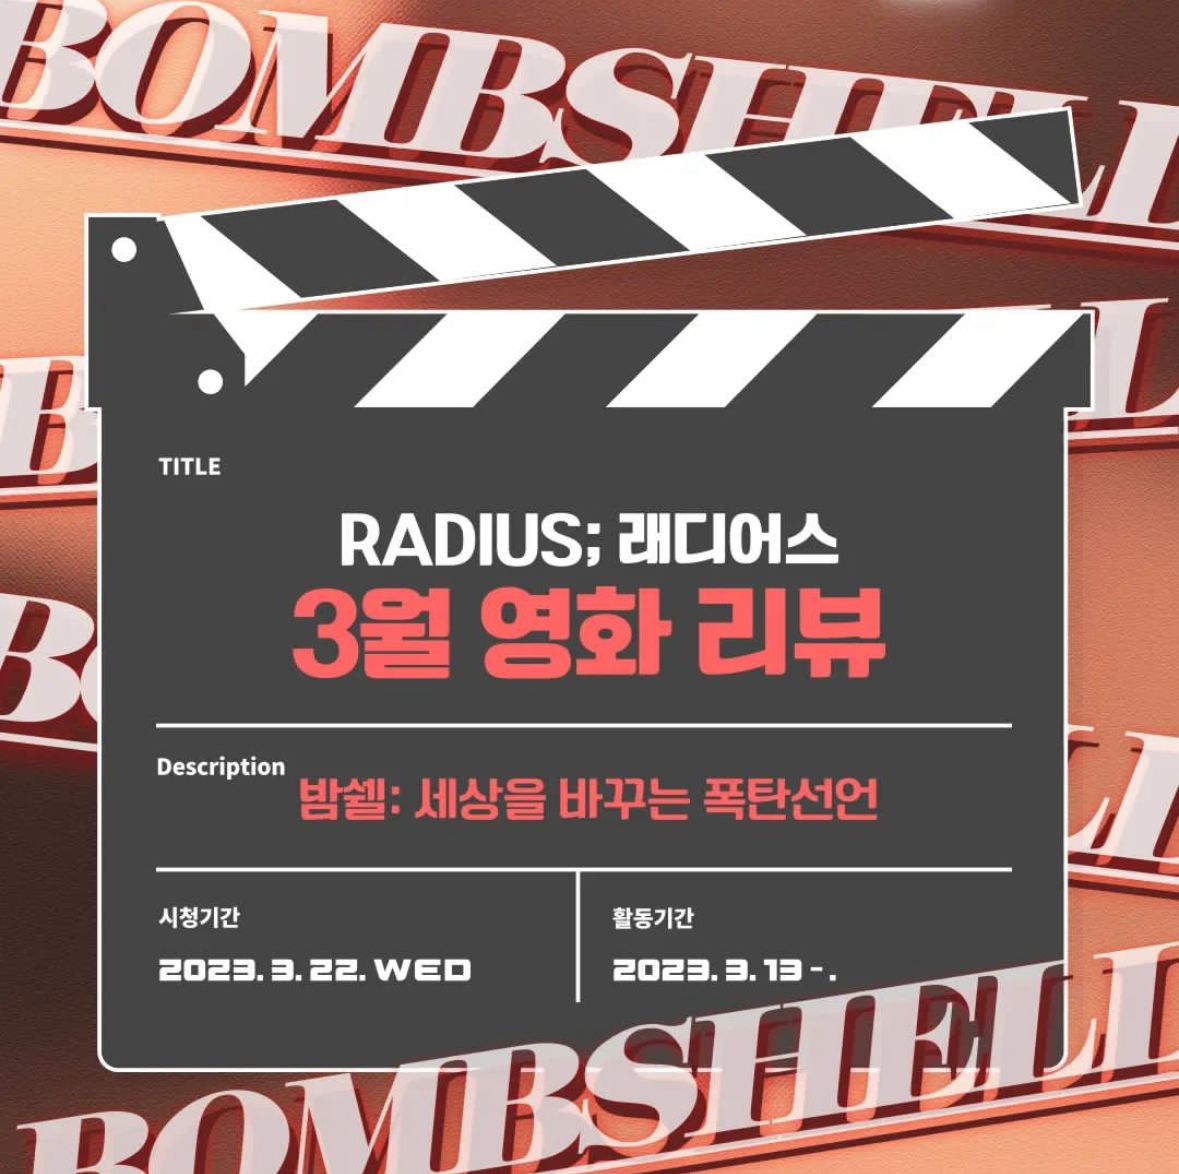 BOMBSHELL
TITLE
RADIUS; 래디어스
3월 영화 리뷰
Description
밤쉘: 세상을 바꾸는 폭탄선언
시청기간
2023. 3. 22. WED
활동기간
2023. 3. 13 - .
BOMBSHELL